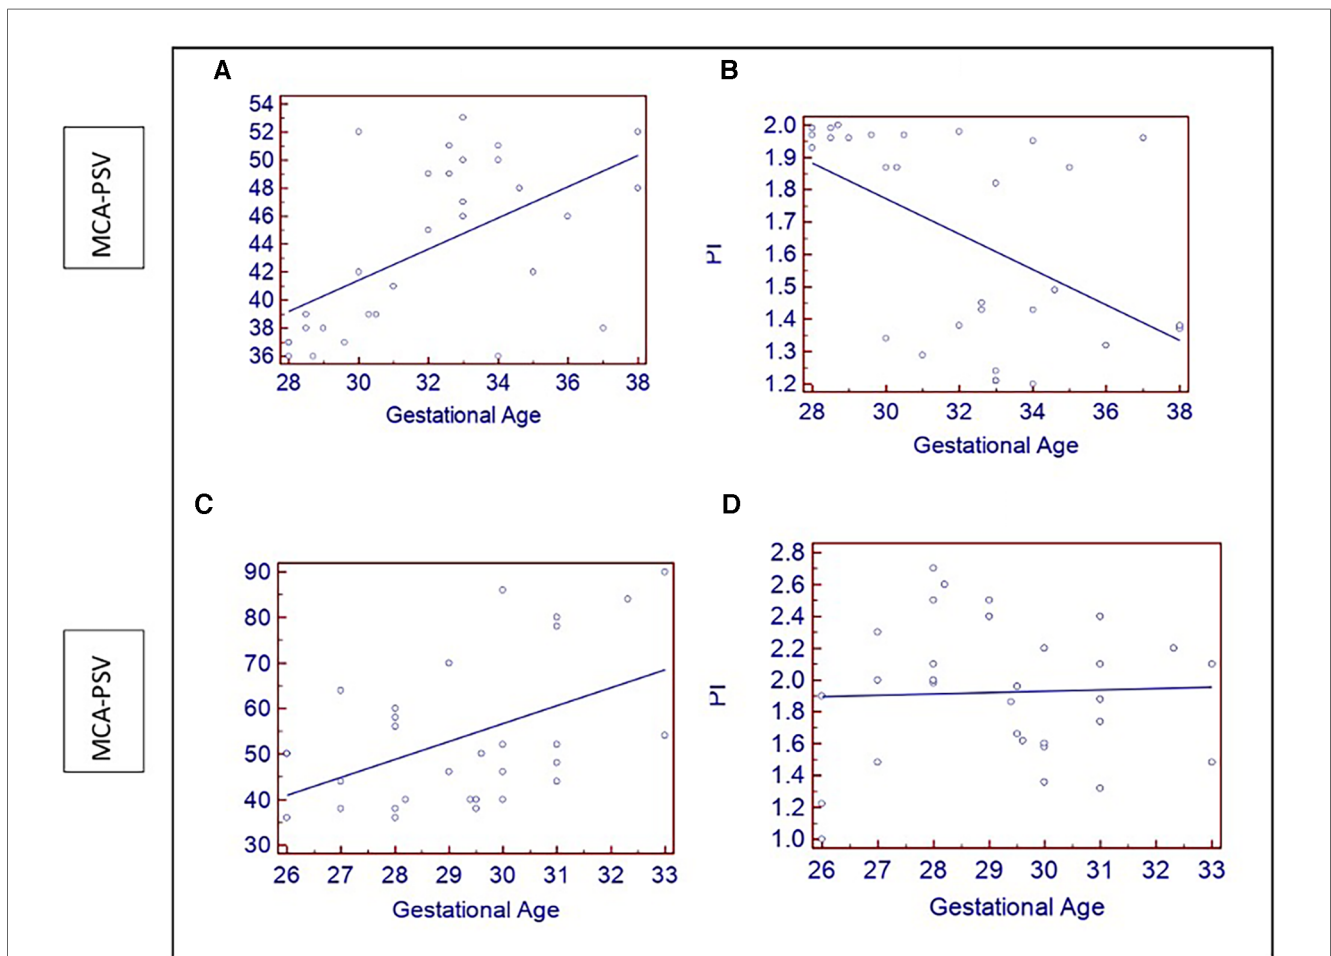 A
B
MCA-PSV
54
52
50
48
46
44
42
40
38
36
28 30 32 34 36 38
Gestational Age
PI
2.0
1.9
1.8
1.7
1.6
1.5
1.4
1.3
1.2
28 30 32 34 36 38
Gestational Age
C
D
MCA-PSV
90
80
70
60
50
40
30
26 27 28 29 30 31 32 33
Gestational Age
PI
2.8
2.6
2.4
2.2
2.0
1.8
1.6
1.4
1.2
1.0
26 27 28 29 30 31 32 33
Gestational Age